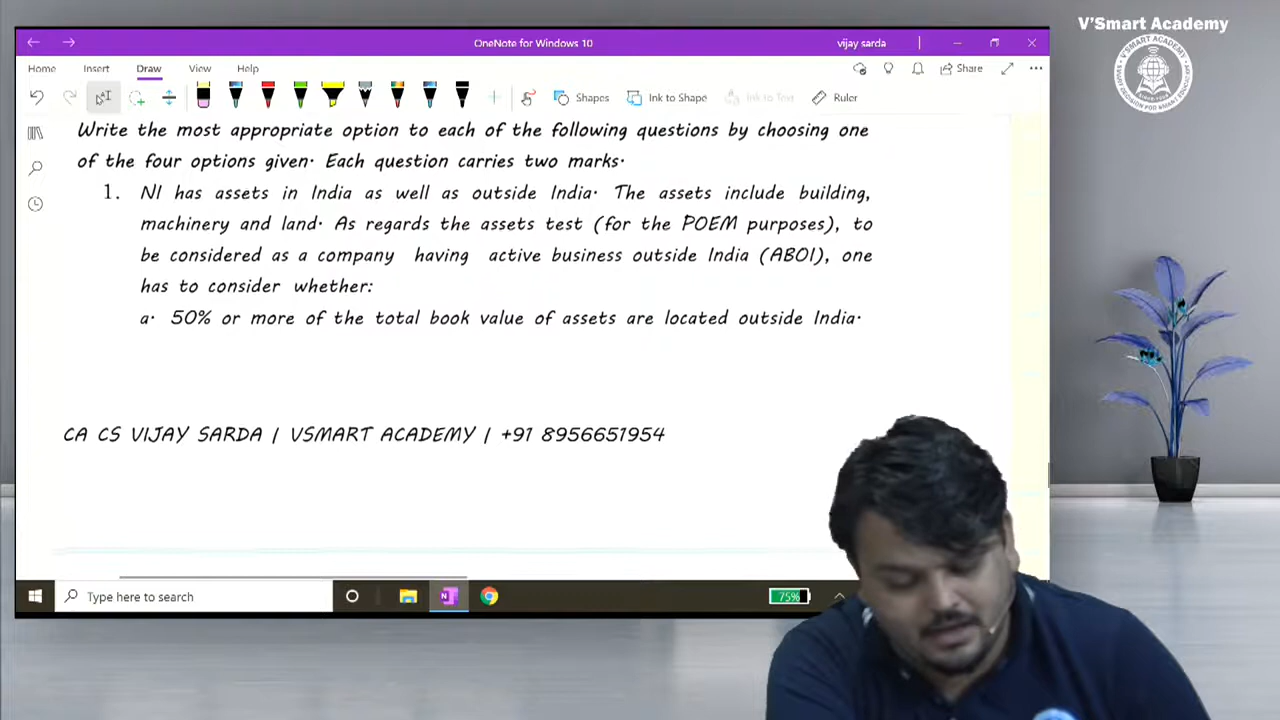 V'Smart Academy
OneNote for Windows 10
vijay sarda
Home Insert Draw View Help
Share
Shapes Ink to Shape Ink to Text Ruler
Write the most appropriate option to each of the following questions by choosing one
of the four options given. Each question carries two marks.
1. NI has assets in India as well as outside India. The assets include building,
machinery and land. As regards the assets test (for the POEM purposes), to
be considered as a company having active business outside India (ABOI), one
has to consider whether:
a. 50% or more of the total book value of assets are located outside India.
CA CS VIJAY SARDA | VSMART ACADEMY | +91 8956651954
Type here to search
75%